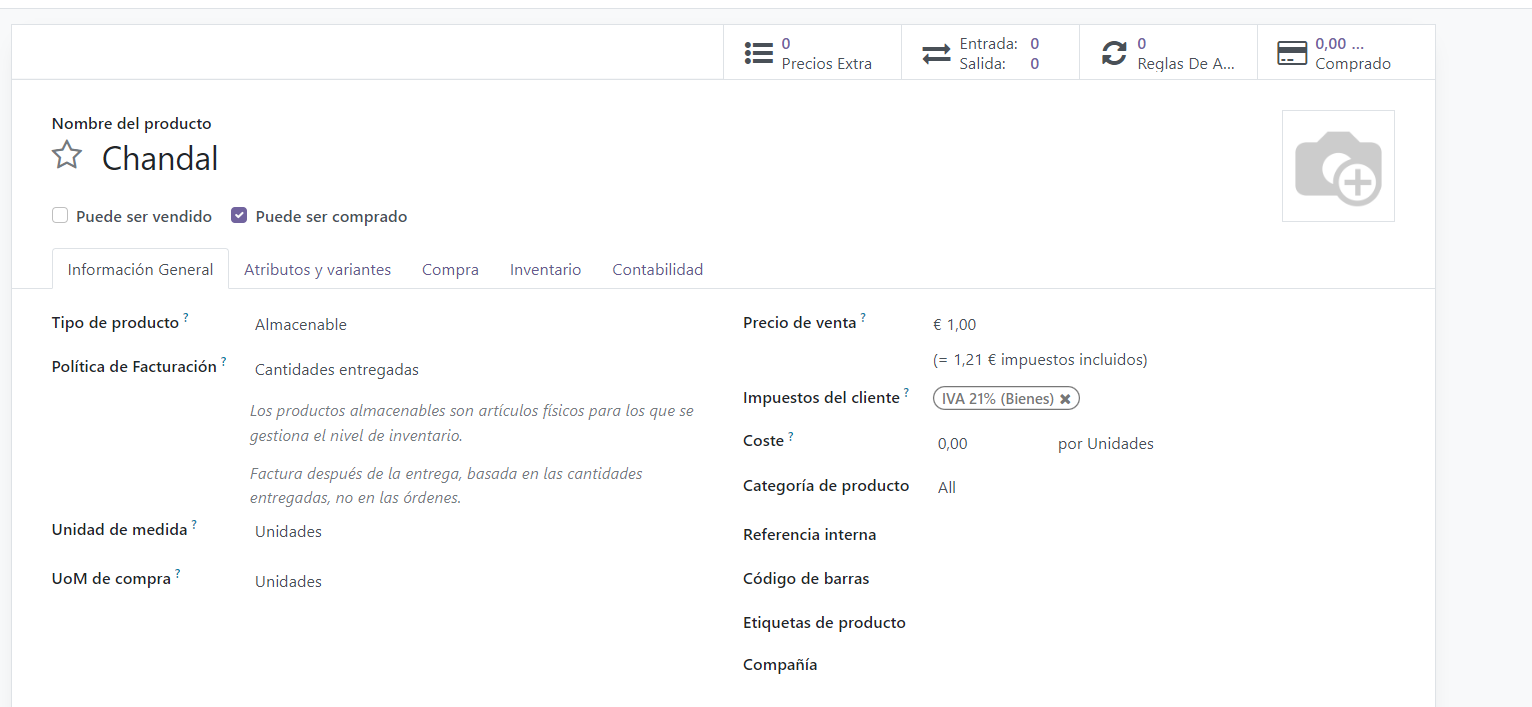 0
Precios Extra
Entrada: 0
Salida: 0
0
Reglas De A...
0,00 ...
Comprado
Nombre del producto
Chandal
Puede ser vendido
Puede ser comprado
Información General
Atributos y variantes
Compra
Inventario
Contabilidad
Tipo de producto ?
Almacenable
Política de Facturación ?
Cantidades entregadas
Los productos almacenables son artículos físicos para los que se
gestiona el nivel de inventario.
Factura después de la entrega, basada en las cantidades
entregadas, no en las órdenes.
Unidad de medida ?
Unidades
UoM de compra ?
Unidades
Precio de venta ?
€ 1,00
(= 1,21 € impuestos incluidos)
Impuestos del cliente ?
IVA 21% (Bienes)
Coste ?
0,00 por Unidades
Categoría de producto
All
Referencia interna
Código de barras
Etiquetas de producto
Compañía